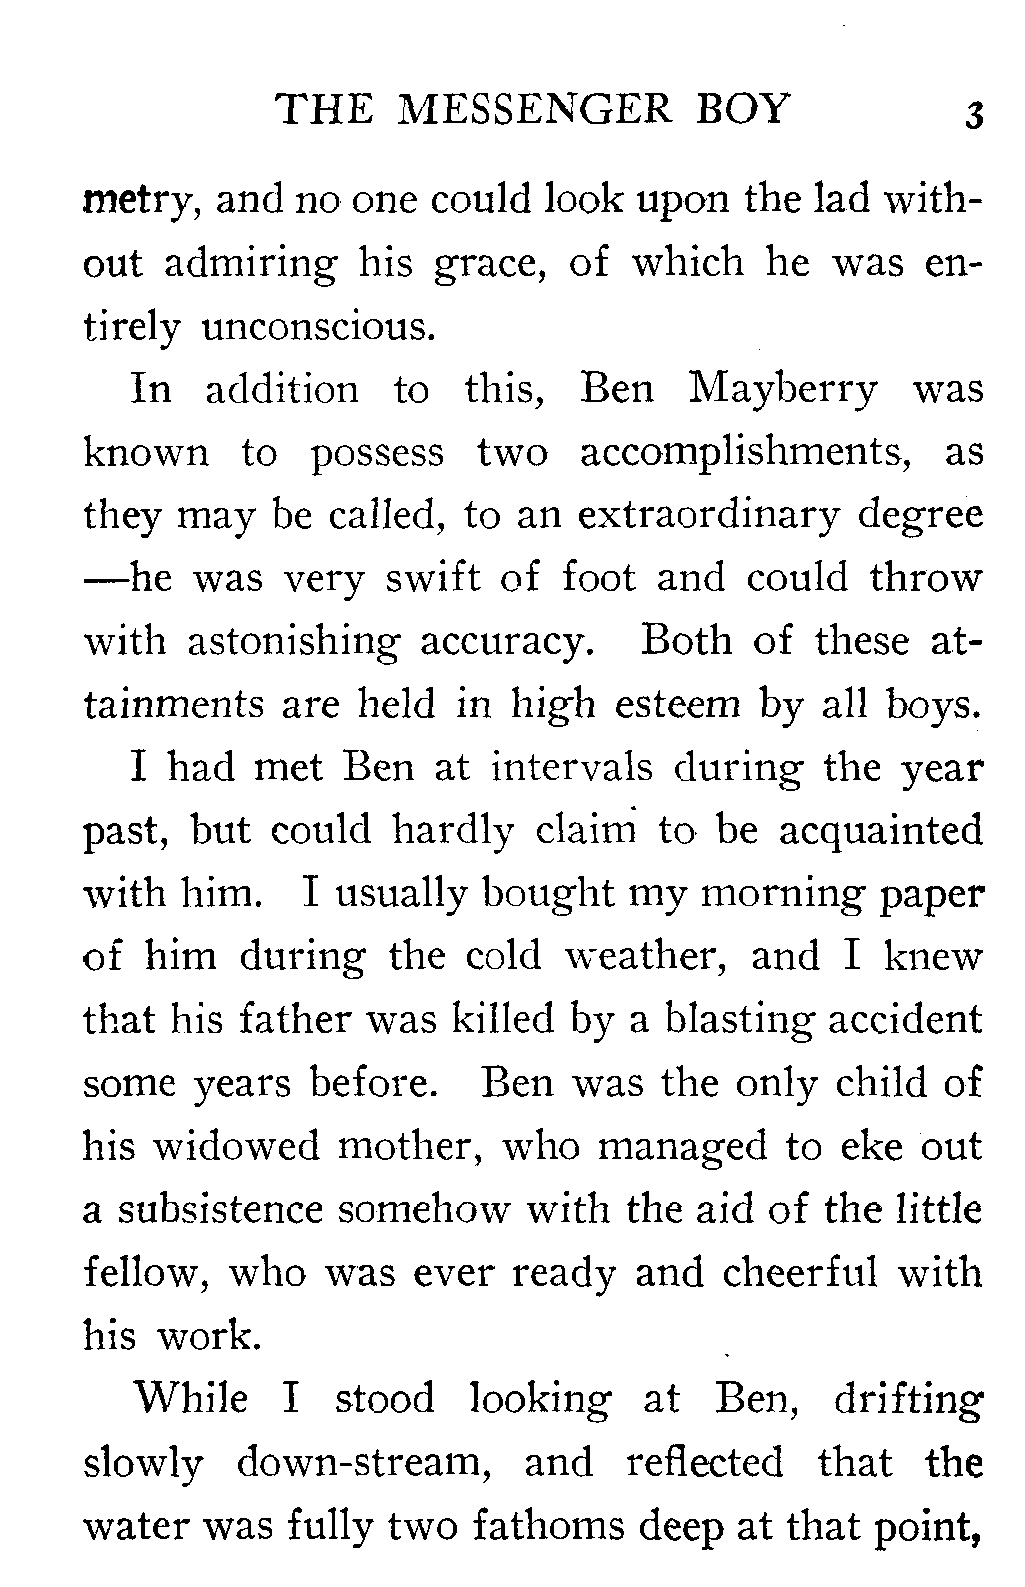 THE MESSENGER BOY 3
metry, and no one could look upon the lad with-
out admiring his grace, of which he was en-
tirely unconscious.
In addition to this, Ben Mayberry was
known to possess two accomplishments, as
they may be called, to an extraordinary degree
—he was very swift of foot and could throw
with astonishing accuracy. Both of these at-
tainments are held in high esteem by all boys.
I had met Ben at intervals during the year
past, but could hardly claim to be acquainted
with him. I usually bought my morning paper
of him during the cold weather, and I knew
that his father was killed by a blasting accident
some years before. Ben was the only child of
his widowed mother, who managed to eke out
a subsistence somehow with the aid of the little
fellow, who was ever ready and cheerful with
his work.
While I stood looking at Ben, drifting
slowly down-stream, and reflected that the
water was fully two fathoms deep at that point,